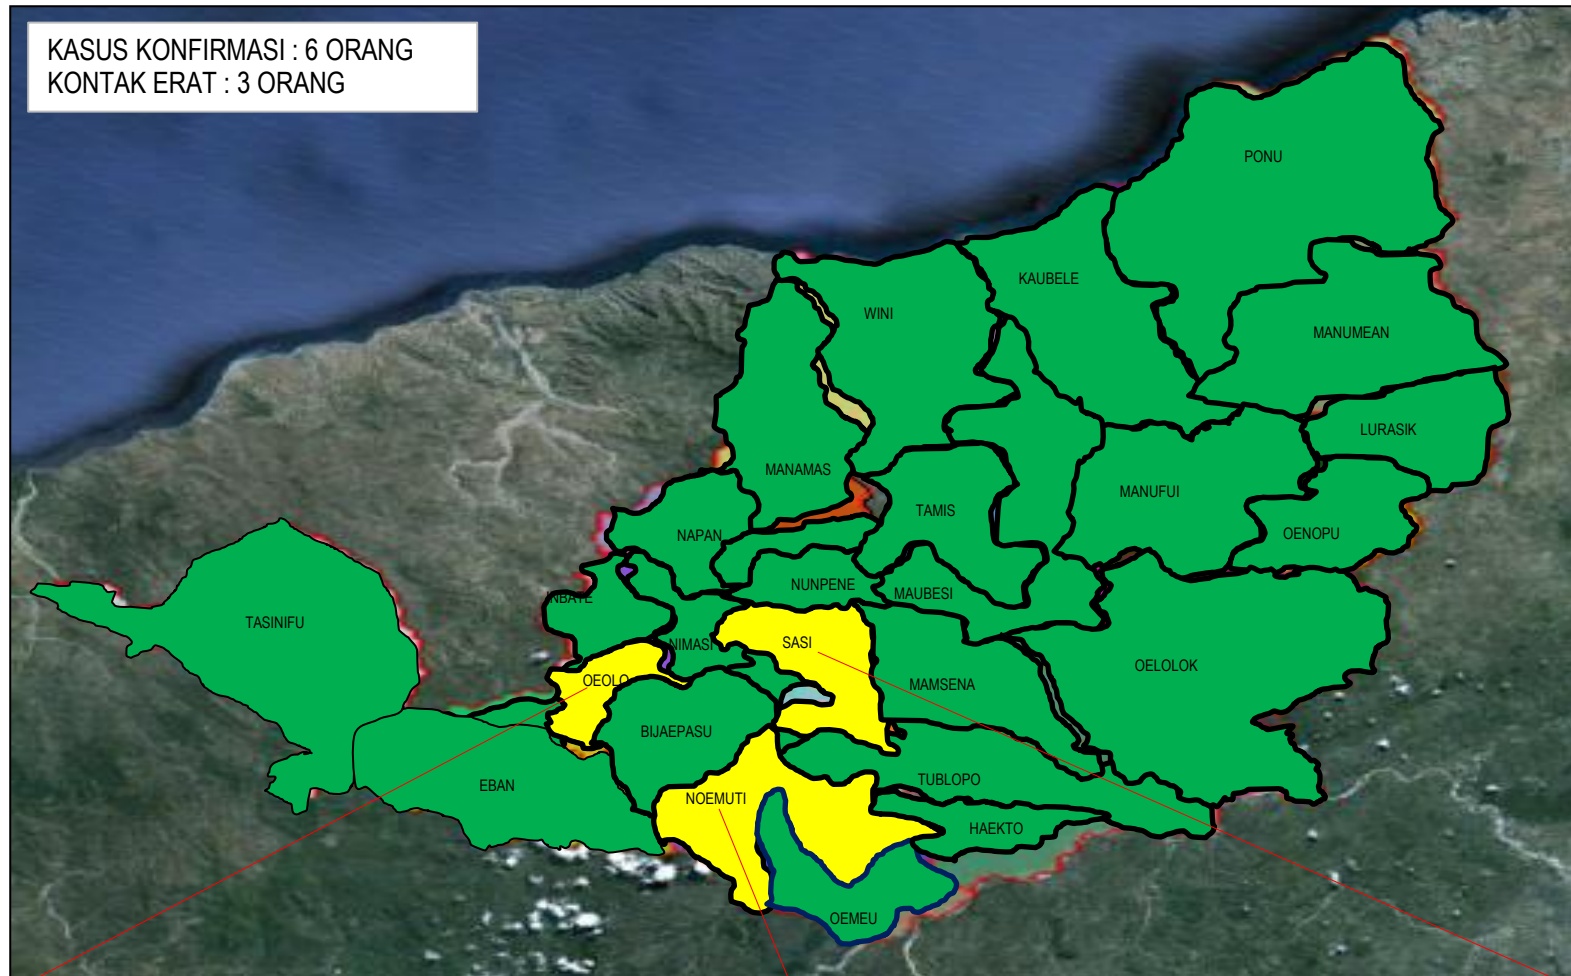 KASUS KONFIRMASI : 6 ORANG
KONTAK ERAT : 3 ORANG
PONU
KAUBELE
WINI
MANUMEAN
LURASIK
MANAMAS
MANUFUI
TAMIS
NAPAN
OENOPU
NUNPENE
MAUBESI
INBATE
TASINIFU
NIMASI
SASI
OELOLOK
OEOLO
MAMSENA
BIJAEPASU
EBAN
TUBLOPO
NOEMUTI
HAEKTO
OEMEU